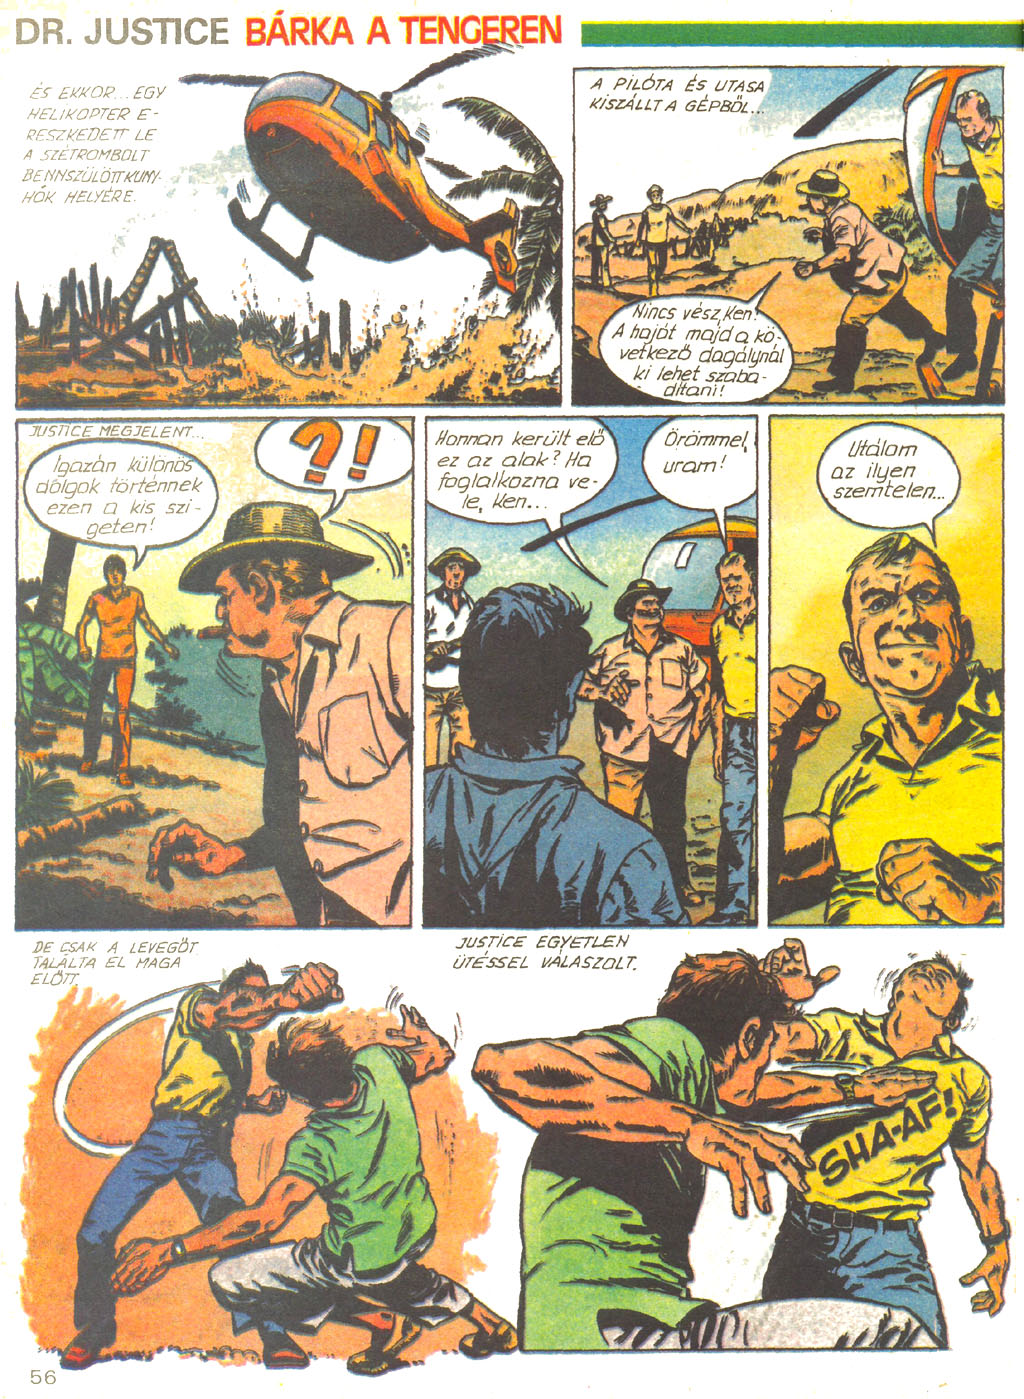 DR. JUSTICE BÁRKA A TENGEREN
ÉS EKKOR... EGY
HELIKOPTER E-
RESZKEDETT LE
A SZÉTROMBOLT
BENNSZÜLÖTT KUNY-
HÓK HELYÉRE.
A PILÓTA ÉS UTASA
KISZÁLLT A GÉPBŐL...
Nincs vész, Ken!
A hajót majd a kö-
vetkező dagálynál
ki lehet szaba-
dítani!
JUSTICE MEGJELENT...
Igazán különös
dolgok történnek
ezen a kis szi-
geten!
?!
Honnan került elő
ez az alak? Ha
foglalkozna ve-
le, Ken...
Örömmel,
uram!
Utálom
az ilyen
szemtelen...
DE CSAK A LEVEGŐT
TALÁLTA EL MAGA
ELŐTT.
JUSTICE EGYETLEN
ÜTÉSSEL VÁLASZOLT.
SHA-AF!
56